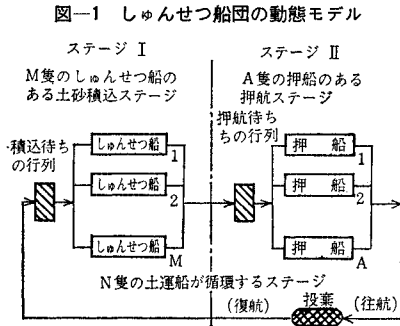 図—1 しゅんせつ船団の動態モデル
ステージ Ⅰ
ステージ Ⅱ
M隻のしゅんせつ船の
ある土砂積込ステージ
A隻の押船のある
押航ステージ
積込待ち
の行列
押航待ち
ちの行列
しゅんせつ船
1
しゅんせつ船
2
しゅんせつ船
M
押船
1
押船
2
押船
A
N隻の土運船が循環するステージ
(復航)
投棄
(往航)